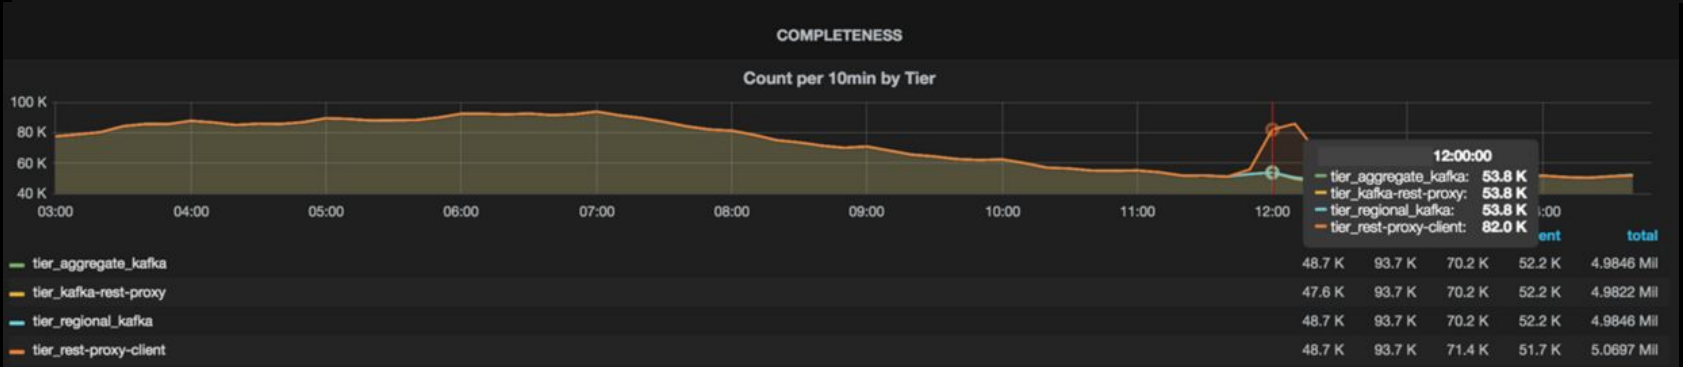 COMPLETENESS
Count per 10min by Tier
100 K
80 K
60 K
40 K
03:00 04:00 05:00 06:00 07:00 08:00 09:00 10:00 11:00 12:00 :00
12:00:00
tier_aggregate_kafka: 53.8 K
tier_kafka-rest-proxy: 53.8 K
tier_regional_kafka: 53.8 K
tier_rest-proxy-client: 82.0 K
ent total
tier_aggregate_kafka 48.7 K 93.7 K 70.2 K 52.2 K 4.9846 Mil
tier_kafka-rest-proxy 47.6 K 93.7 K 70.2 K 52.2 K 4.9822 Mil
tier_regional_kafka 48.7 K 93.7 K 70.2 K 52.2 K 4.9846 Mil
tier_rest-proxy-client 48.7 K 93.7 K 71.4 K 51.7 K 5.0697 Mil